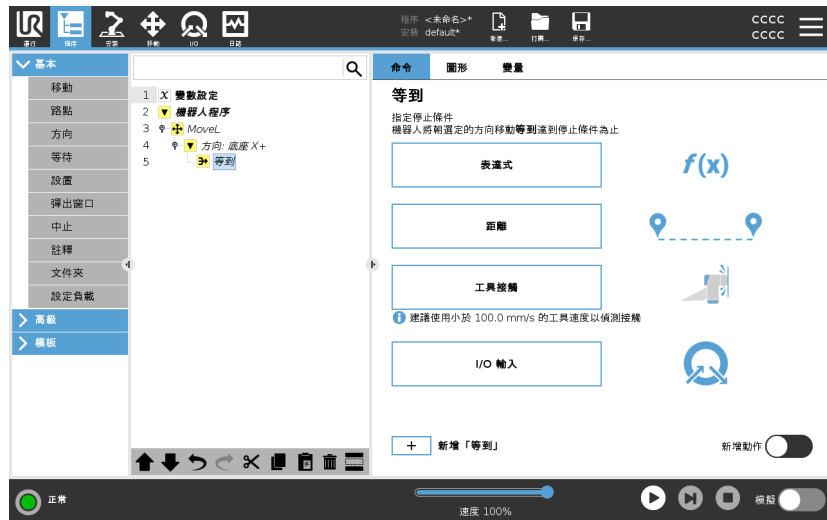 程序 <未命名>*
安裝 default*
CCCC
CCCC
運行
程序
安裝
移動
I/O
日誌
新建...
打開...
保存...
基本
移動
路點
方向
等待
設置
彈出窗口
中止
註釋
文件夾
設定負載
高級
模板
1 X 變數設定
2 機器人程序
3 MoveL
4 方向: 底座 X+
5 等到
命令 圖形 變量
等到
指定停止條件
機器人將朝選定的方向移動等到達到停止條件為止
表達式
f(x)
距離
工具接觸
建議使用小於 100.0 mm/s 的工具速度以偵測接觸
I/O 輸入
+ 新增「等到」
新增動作
正常
速度 100%
模擬